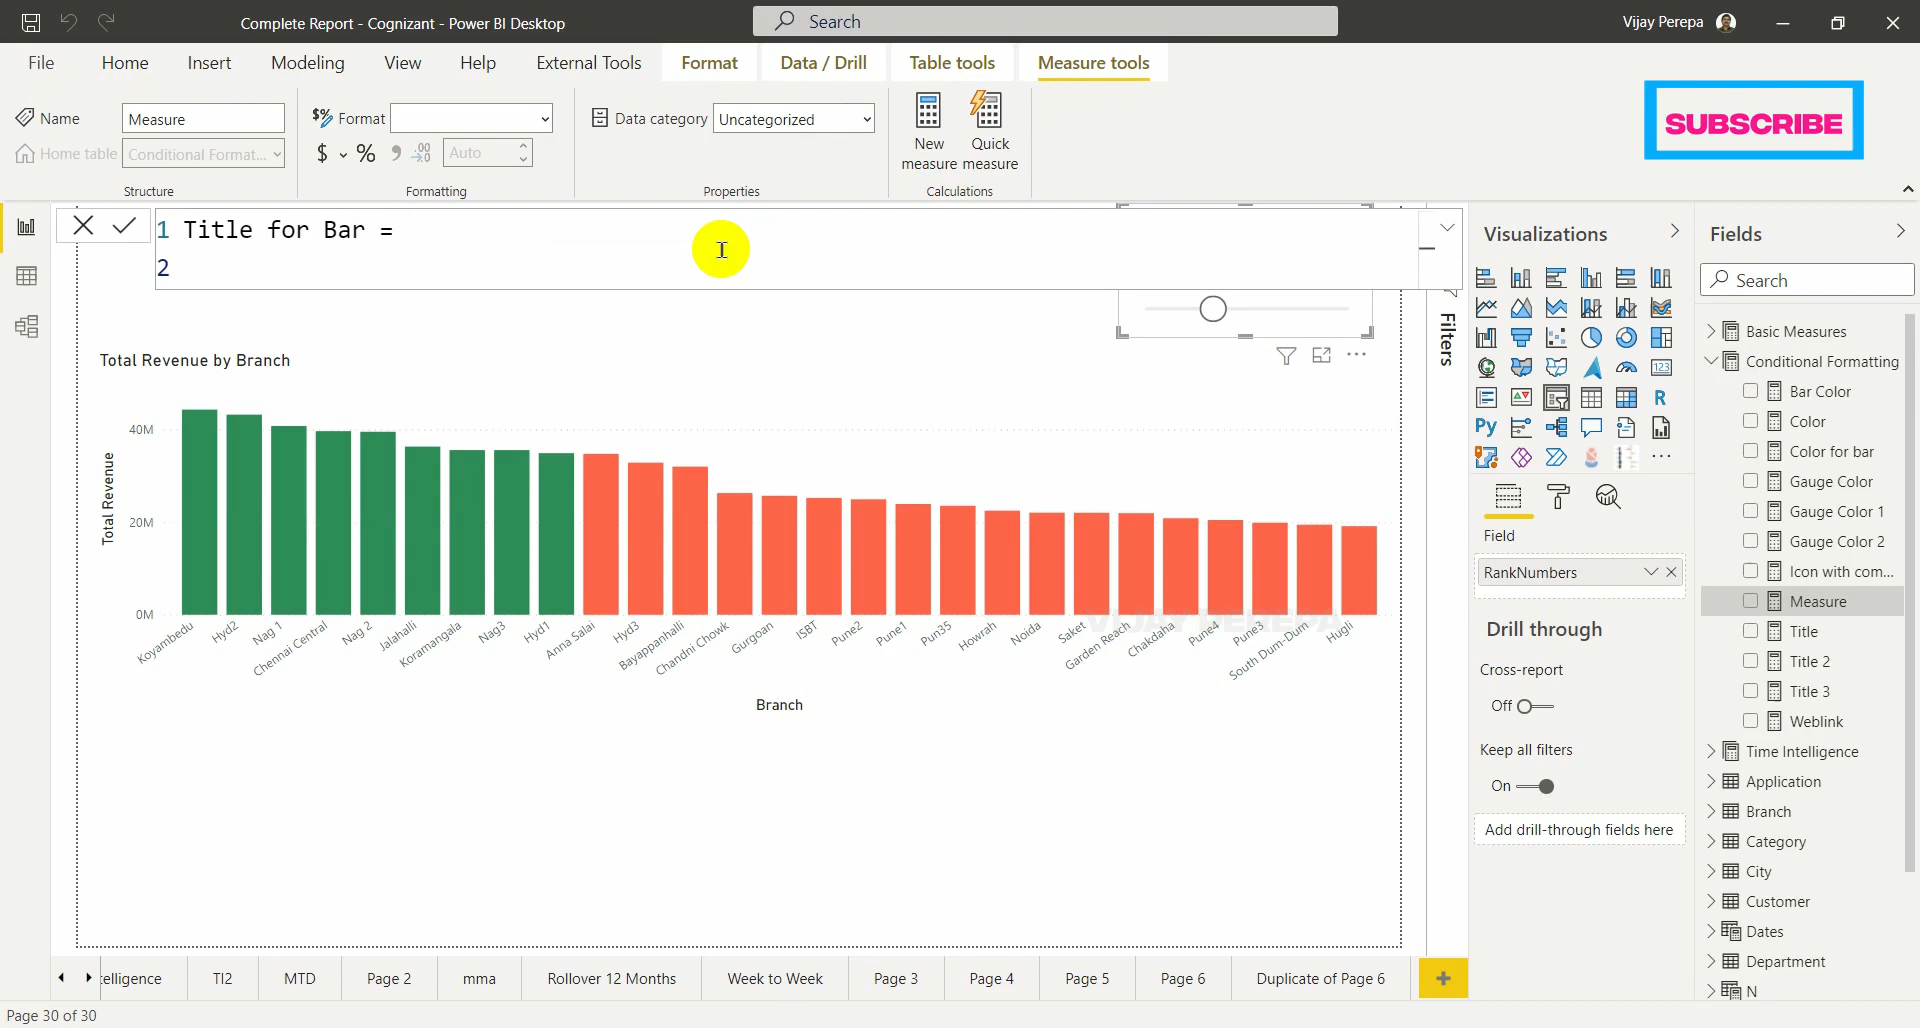 Complete Report - Cognizant - Power BI Desktop
Search
Vijay Perepa
File
Home
Insert
Modeling
View
Help
External Tools
Format
Data / Drill
Table tools
Measure tools
Name
Measure
Home table
Conditional Format...
Structure
$% Format
$ % 9 .00
Auto
Formatting
Data category
Uncategorized
Properties
New measure
Quick measure
Calculations
SUBSCRIBE
1 Title for Bar =
2
Total Revenue by Branch
Total Revenue
40M
20M
0M
Koyambedu
Hyd2
Nag 1
Chennai Central
Nag 2
Jalahalli
Koramangala
Nag3
Hyd1
Anna Salai
Hyd3
Bayappanhalli
Chandni Chowk
Gurgoan
ISBT
Pune2
Pune1
Pun35
Howrah
Noida
Saket
Garden Reach
Chakdaha
Pune4
Pune3
South Dum-Dum
Hugli
VIJAY PEREPA
Branch
Filters
Visualizations
123
R
Py
Field
RankNumbers
Drill through
Cross-report
Off
Keep all filters
On
Add drill-through fields here
Fields
Search
Basic Measures
Conditional Formatting
Bar Color
Color
Color for bar
Gauge Color
Gauge Color 1
Gauge Color 2
Icon with com...
Measure
Title
Title 2
Title 3
Weblink
Time Intelligence
Application
Branch
Category
City
Customer
Dates
Department
N
elligence
TI2
MTD
Page 2
mma
Rollover 12 Months
Week to Week
Page 3
Page 4
Page 5
Page 6
Duplicate of Page 6
Page 30 of 30